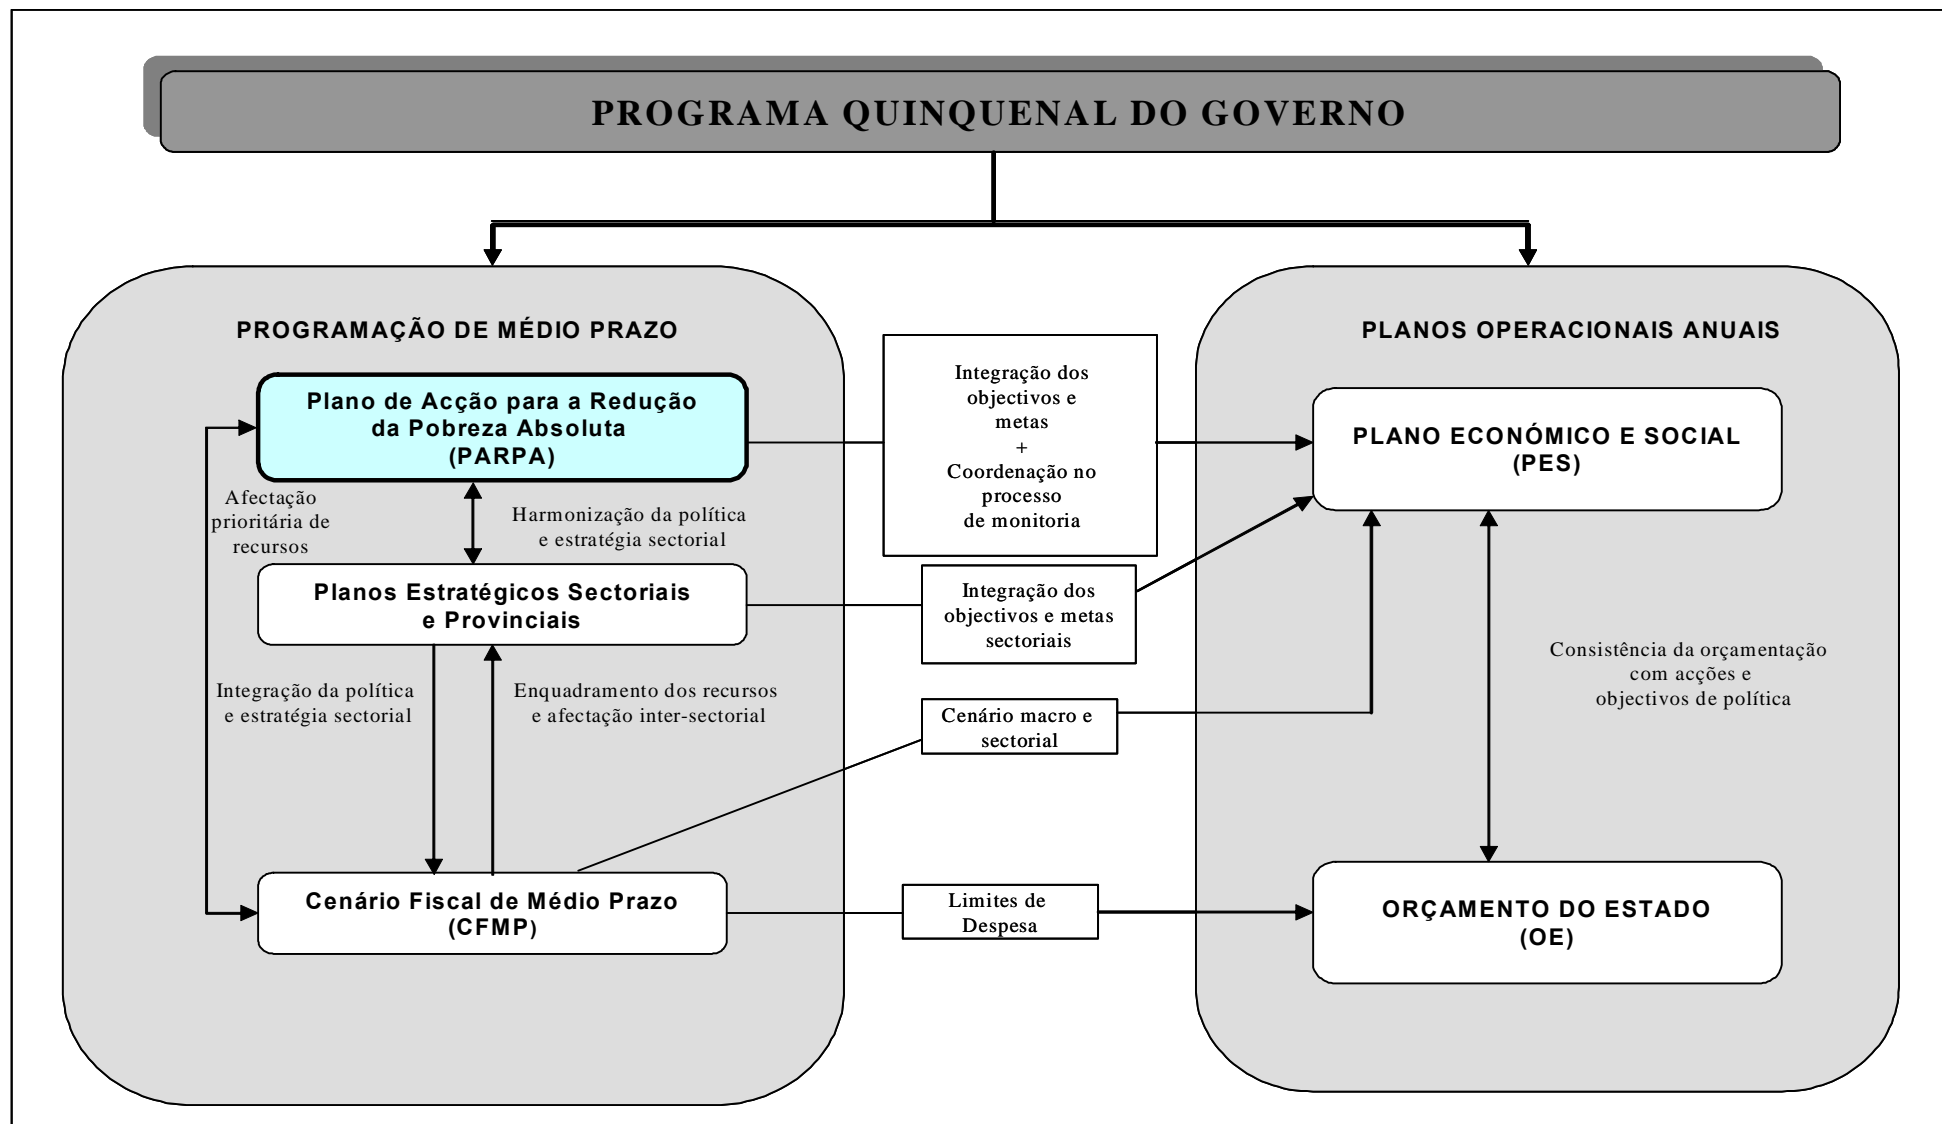 PROGRAMA QUINQUENAL DO GOVERNO
PROGRAMAÇÃO DE MÉDIO PRAZO
Plano de Acção para a Redução
da Pobreza Absoluta
(PARPA)
Afectação
prioritária de
recursos
Harmonização da política
e estratégia sectorial
Planos Estratégicos Sectoriais
e Provinciais
Integração da política
e estratégia sectorial
Enquadramento dos recursos
e afectação inter-sectorial
Cenário Fiscal de Médio Prazo
(CFMP)
Integração dos
objectivos e
metas
+
Coordenação no
processo
de monitoria
Integração dos
objectivos e metas
sectoriais
Cenário macro e
sectorial
Limites de
Despesa
PLANOS OPERACIONAIS ANUAIS
PLANO ECONÓMICO E SOCIAL
(PES)
Consistência da orçamentação
com acções e
objectivos de política
ORÇAMENTO DO ESTADO
(OE)